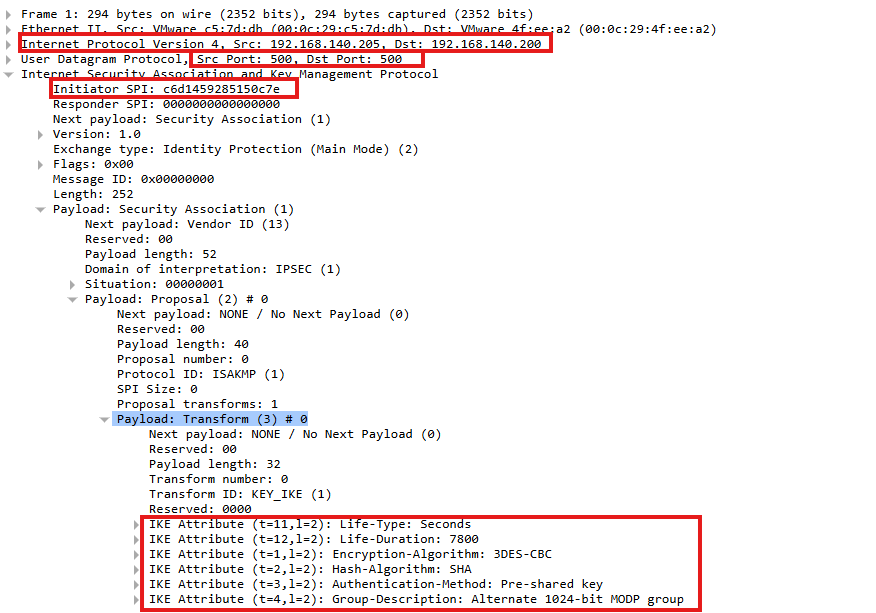 Frame 1: 294 bytes on wire (2352 bits), 294 bytes captured (2352 bits)
Ethernet II, Src: VMware_c5:7d:db (00:0c:29:c5:7d:db), Dst: VMware_4f:ee:a2 (00:0c:29:4f:ee:a2)
Internet Protocol Version 4, Src: 192.168.140.205, Dst: 192.168.140.200
User Datagram Protocol, Src Port: 500, Dst Port: 500
Internet Security Association and Key Management Protocol
Initiator SPI: c6d1459285150c7e
Responder SPI: 0000000000000000
Next payload: Security Association (1)
Version: 1.0
Exchange type: Identity Protection (Main Mode) (2)
Flags: 0x00
Message ID: 0x00000000
Length: 252
Payload: Security Association (1)
Next payload: Vendor ID (13)
Reserved: 00
Payload length: 52
Domain of interpretation: IPSEC (1)
Situation: 00000001
Payload: Proposal (2) # 0
Next payload: NONE / No Next Payload (0)
Reserved: 00
Payload length: 40
Proposal number: 0
Protocol ID: ISAKMP (1)
SPI Size: 0
Proposal transforms: 1
Payload: Transform (3) # 0
Next payload: NONE / No Next Payload (0)
Reserved: 00
Payload length: 32
Transform number: 0
Transform ID: KEY_IKE (1)
Reserved: 0000
IKE Attribute (t=11,l=2): Life-Type: Seconds
IKE Attribute (t=12,l=2): Life-Duration: 7800
IKE Attribute (t=1,l=2): Encryption-Algorithm: 3DES-CBC
IKE Attribute (t=2,l=2): Hash-Algorithm: SHA
IKE Attribute (t=3,l=2): Authentication-Method: Pre-shared key
IKE Attribute (t=4,l=2): Group-Description: Alternate 1024-bit MODP group